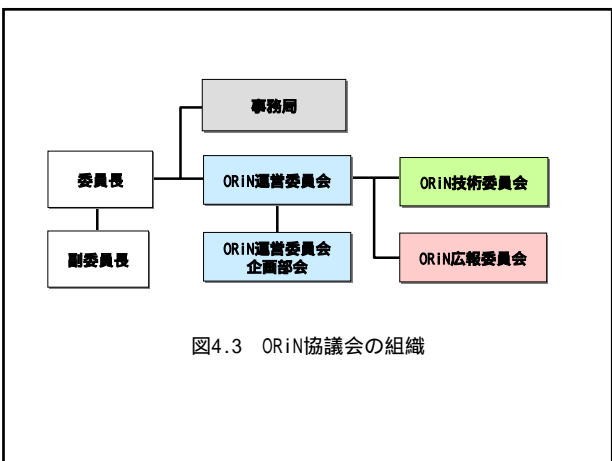 事務局
委員長
ORiN運営委員会
ORiN技術委員会
副委員長
ORiN運営委員会
企画部会
ORiN広報委員会
図4.3 ORiN協議会の組織